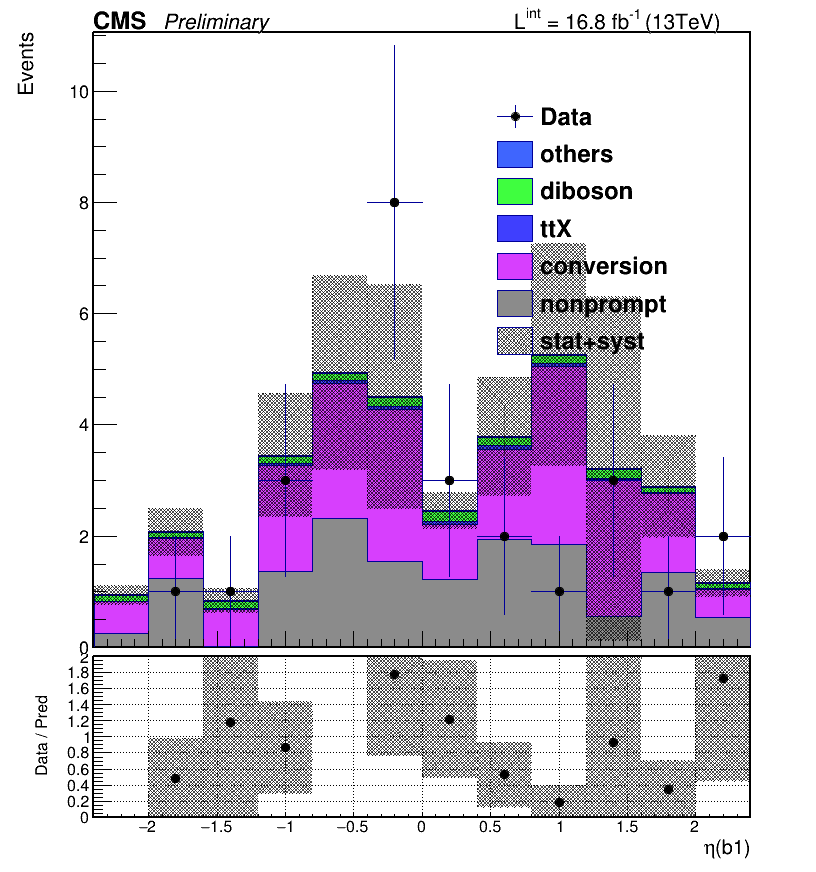 CMS Preliminary L^int = 16.8 fb^-1 (13TeV)
Events
10
8
6
4
2
0
Data
others
diboson
ttX
conversion
nonprompt
stat+syst
Data / Pred
2
1.8
1.6
1.4
1.2
1
0.8
0.6
0.4
0.2
0
−2 −1.5 −1 −0.5 0 0.5 1 1.5 2
η(b1)